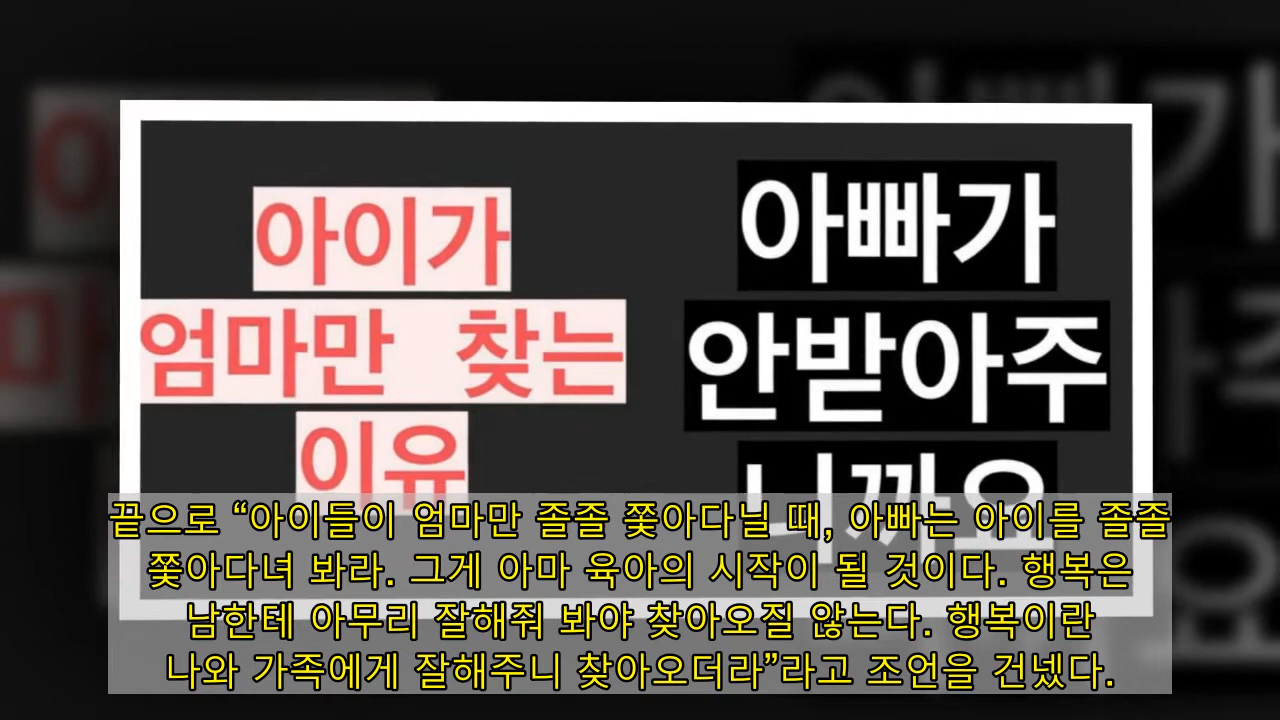 아이가
엄마만 찾는
이유
아빠가
안받아주
니까요
끝으로 “아이들이 엄마만 졸졸 쫓아다닐 때, 아빠는 아이를 졸졸
쫓아다녀 봐라. 그게 아마 육아의 시작이 될 것이다. 행복은
남한테 아무리 잘해줘 봐야 찾아오질 않는다. 행복이란
나와 가족에게 잘해주니 찾아오더라”라고 조언을 건넸다.